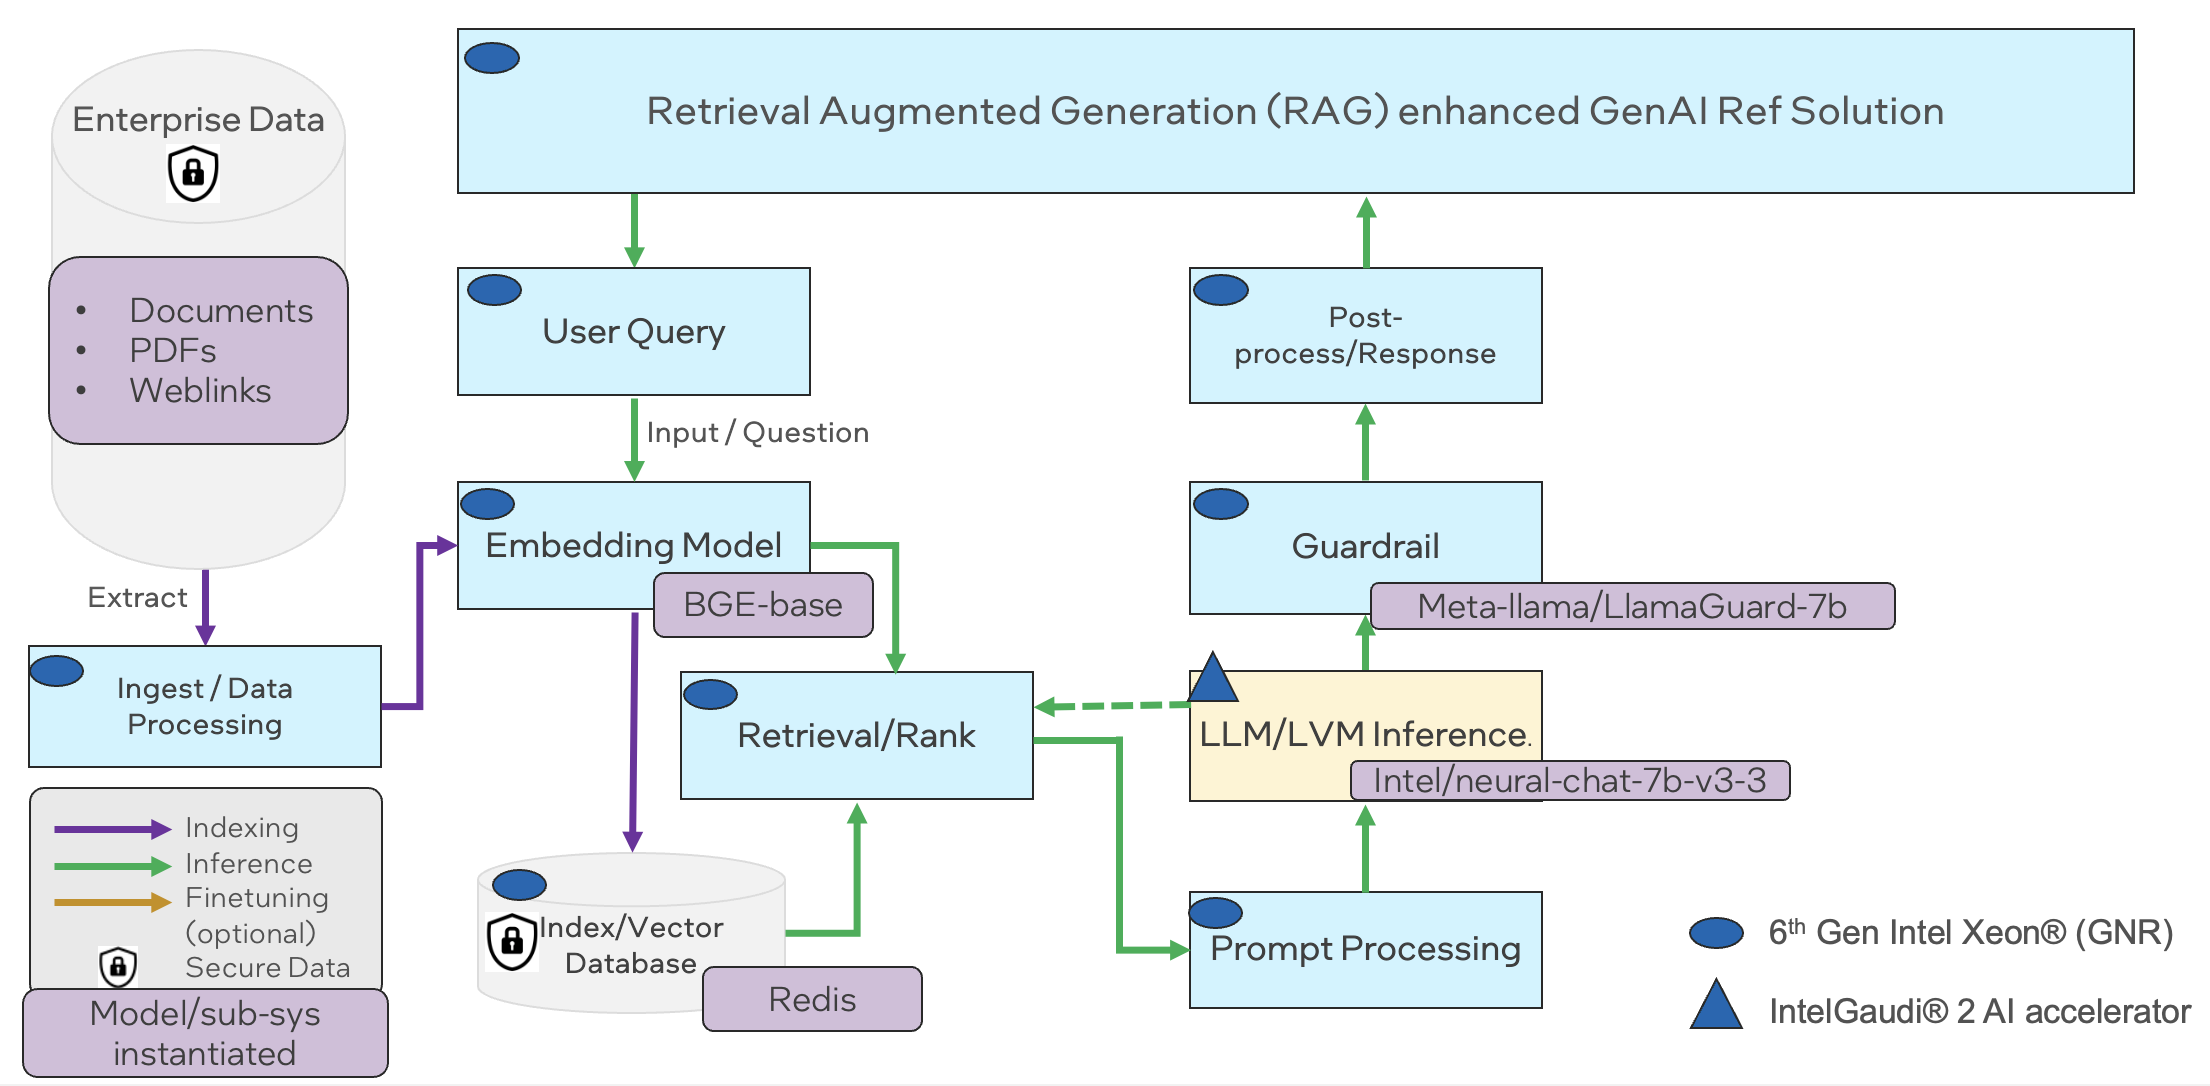 Retrieval Augmented Generation (RAG) enhanced GenAI Ref Solution
Enterprise Data
• Documents
• PDFs
• Weblinks
Extract
Ingest / Data
Processing
User Query
Input / Question
Embedding Model
BGE-base
Retrieval/Rank
Index/Vector
Database
Redis
Post-
process/Response
Guardrail
Meta-llama/LlamaGuard-7b
LLM/LVM Inference.
Intel/neural-chat-7b-v3-3
Prompt Processing
Indexing
Inference
Finetuning
(optional)
Secure Data
Model/sub-sys
instantiated
6th Gen Intel Xeon® (GNR)
IntelGaudi® 2 AI accelerator